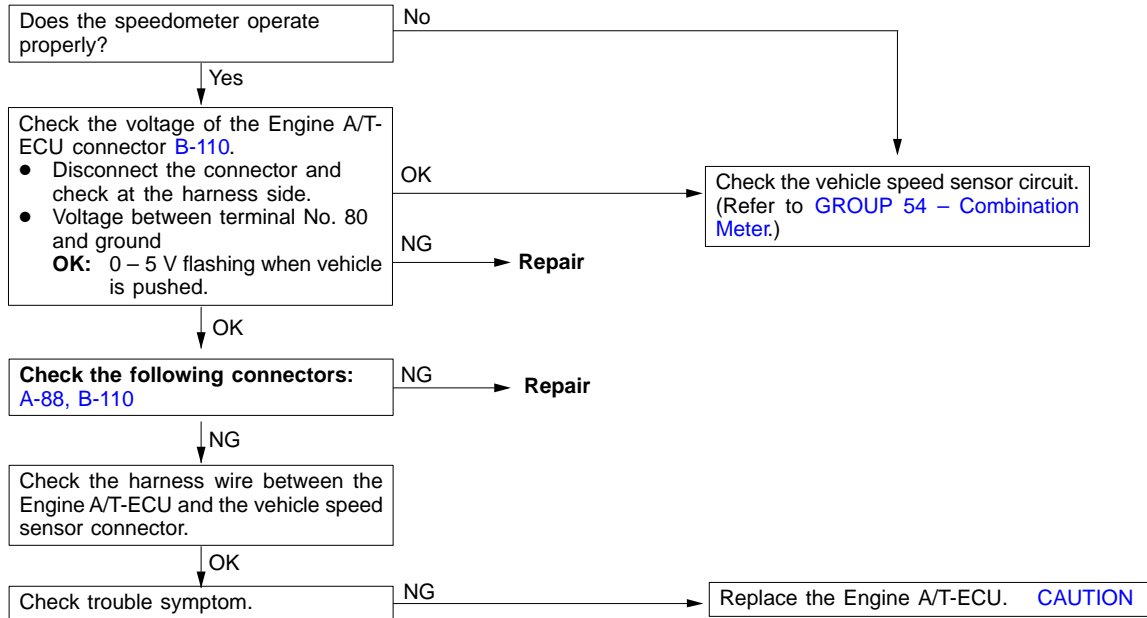 Does the speedometer operate
properly?
No
Yes
Check the voltage of the Engine A/T-
ECU connector B-110.
● Disconnect the connector and
check at the harness side.
● Voltage between terminal No. 80
and ground
OK: 0 – 5 V flashing when vehicle
is pushed.
OK
Check the vehicle speed sensor circuit.
(Refer to GROUP 54 – Combination
Meter.)
NG
Repair
OK
Check the following connectors:
A-88, B-110
NG
Repair
NG
Check the harness wire between the
Engine A/T-ECU and the vehicle speed
sensor connector.
OK
Check trouble symptom.
NG
Replace the Engine A/T-ECU. CAUTION